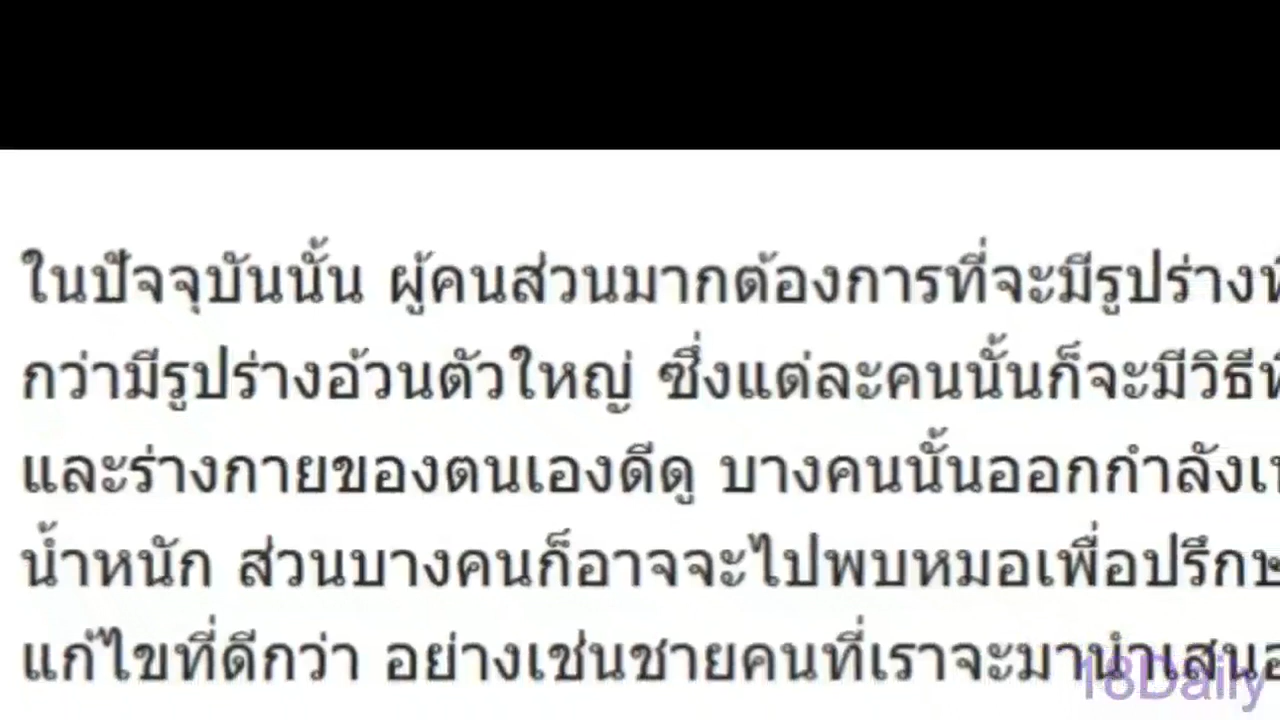 ในปัจจุบันนั้น ผู้คนส่วนมากต้องการที่จะมีรูปร่าง
กว่ามีรูปร่างอ้วนตัวใหญ่ ซึ่งแต่ละคนนั้นก็จะมีวิธี
และร่างกายของตนเองดีดู บางคนนั้นออกกำลัง
น้ำหนัก ส่วนบางคนก็อาจจะไปพบหมอเพื่อ
แก้ไขที่ดีกว่า อย่างเช่นชายคนที่เราจะมานำเสนอ
18Daily